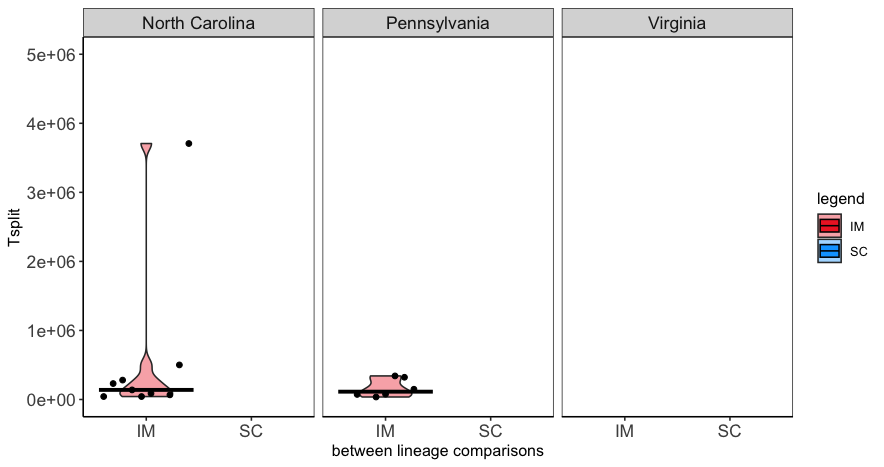 North Carolina
Pennsylvania
Virginia
5e+06
4e+06
3e+06
2e+06
1e+06
0e+00
Tsplit
IM
SC
IM
SC
IM
SC
between lineage comparisons
legend
IM
SC